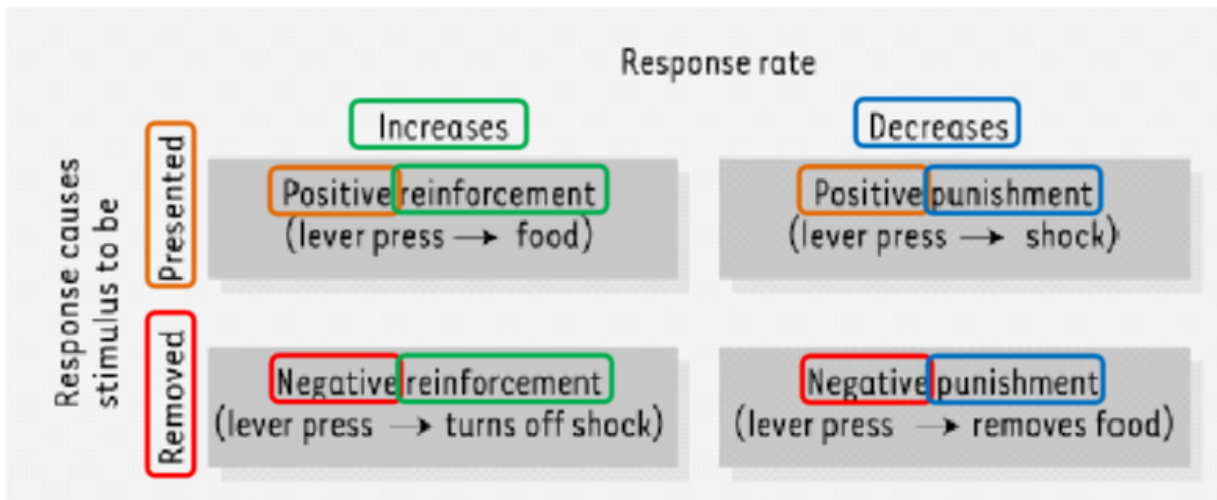 Response rate
Increases
Decreases
Response causes
stimulus to be
Presented
Positive reinforcement
(lever press → food)
Positive punishment
(lever press → shock)
Removed
Negative reinforcement
(lever press → turns off shock)
Negative punishment
(lever press → removes food)